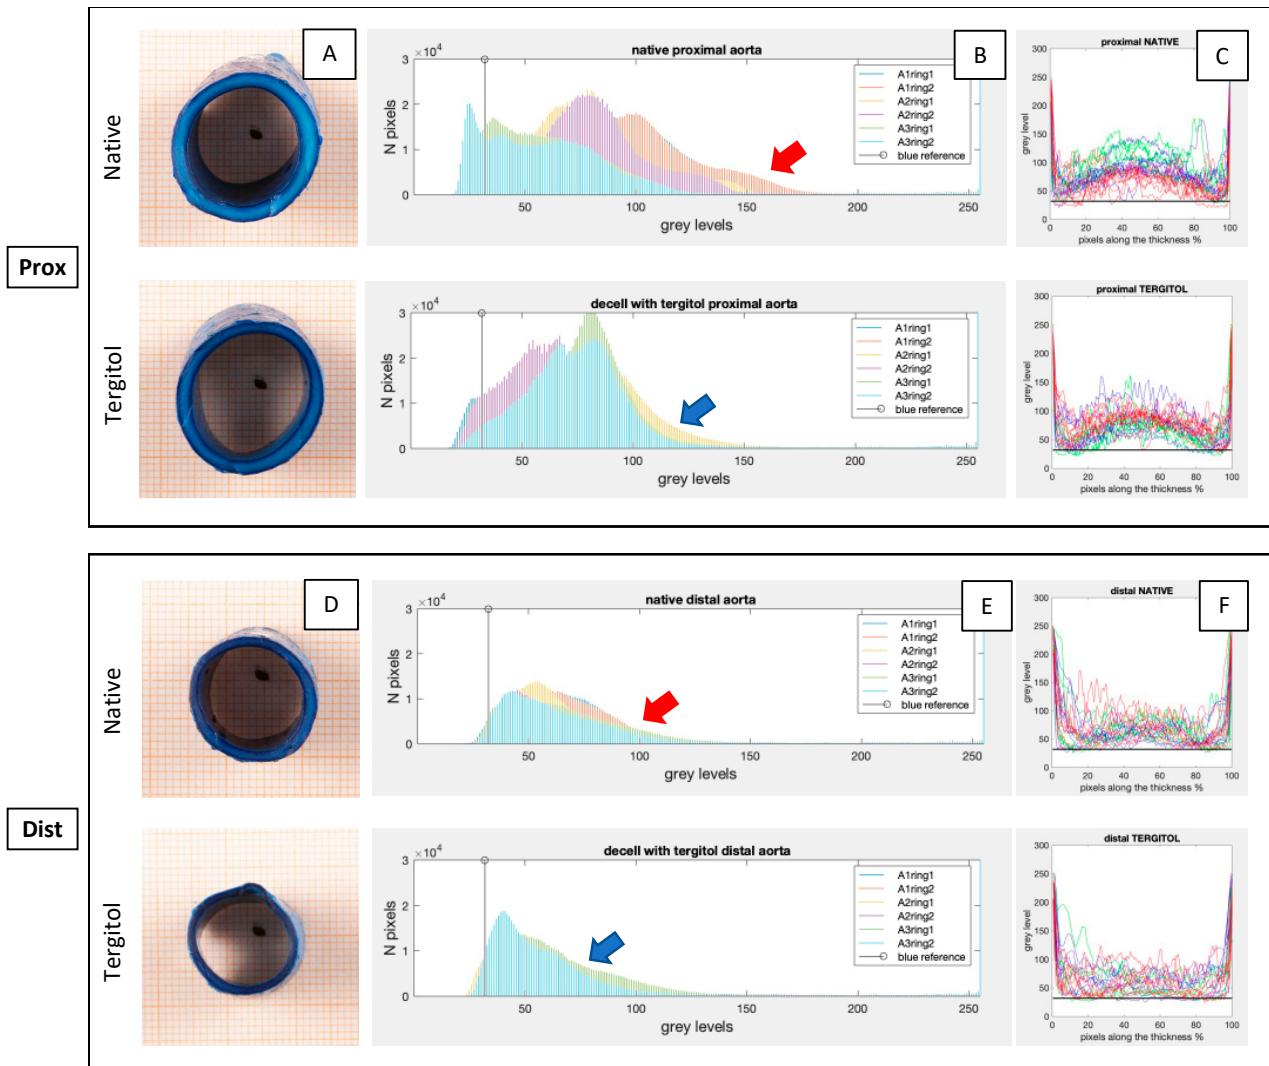 Prox
Native
A
native proximal aorta
B
×10⁴
3
2
1
0
N pixels
50
100
150
200
250
grey levels
A1ring1
A1ring2
A2ring1
A2ring2
A3ring1
A3ring2
blue reference
proximal NATIVE
C
300
250
200
150
100
50
0
grey level
0
20
40
60
80
100
pixels along the thickness %
Tergitol
decell with tergitol proximal aorta
×10⁴
3
2
1
0
N pixels
50
100
150
200
250
grey levels
A1ring1
A1ring2
A2ring1
A2ring2
A3ring1
A3ring2
blue reference
proximal TERGITOL
300
250
200
150
100
50
0
grey level
0
20
40
60
80
100
pixels along the thickness %
Dist
Native
D
native distal aorta
E
×10⁴
3
2
1
0
N pixels
50
100
150
200
250
grey levels
A1ring1
A1ring2
A2ring1
A2ring2
A3ring1
A3ring2
blue reference
distal NATIVE
F
300
250
200
150
100
50
0
grey level
0
20
40
60
80
100
pixels along the thickness %
Tergitol
decell with tergitol distal aorta
×10⁴
3
2
1
0
N pixels
50
100
150
200
250
grey levels
A1ring1
A1ring2
A2ring1
A2ring2
A3ring1
A3ring2
blue reference
distal TERGITOL
300
250
200
150
100
50
0
grey level
0
20
40
60
80
100
pixels along the thickness %